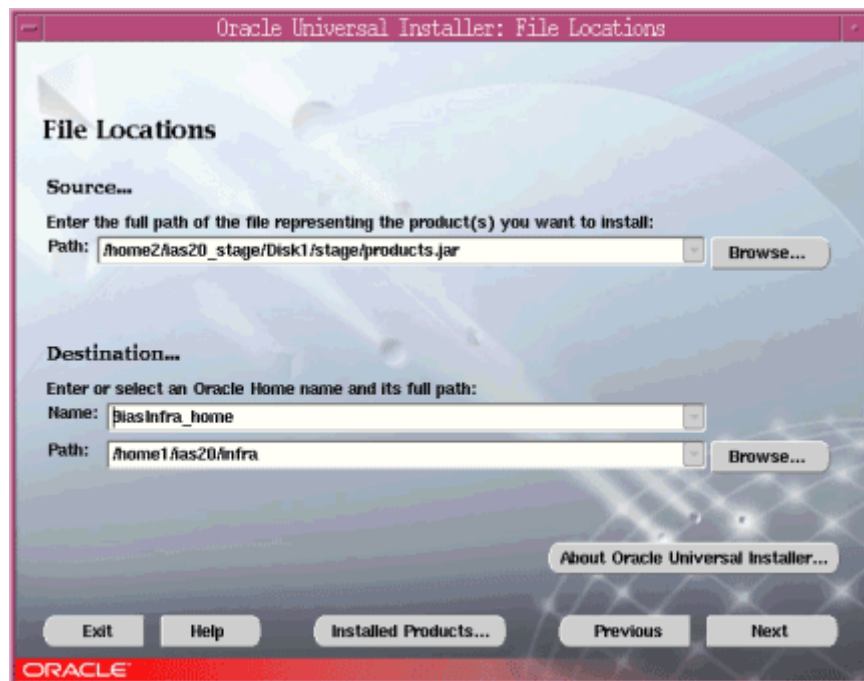 Oracle Universal Installer: File Locations
File Locations
Source...
Enter the full path of the file representing the product(s) you want to install:
Path: /home2/ias20_stage/Disk1/stage/products.jar Browse...
Destination...
Enter or select an Oracle Home name and its full path:
Name: 9iasInfra_home
Path: /home1/ias20/infra Browse...
About Oracle Universal Installer...
Exit Help Installed Products... Previous Next
ORACLE